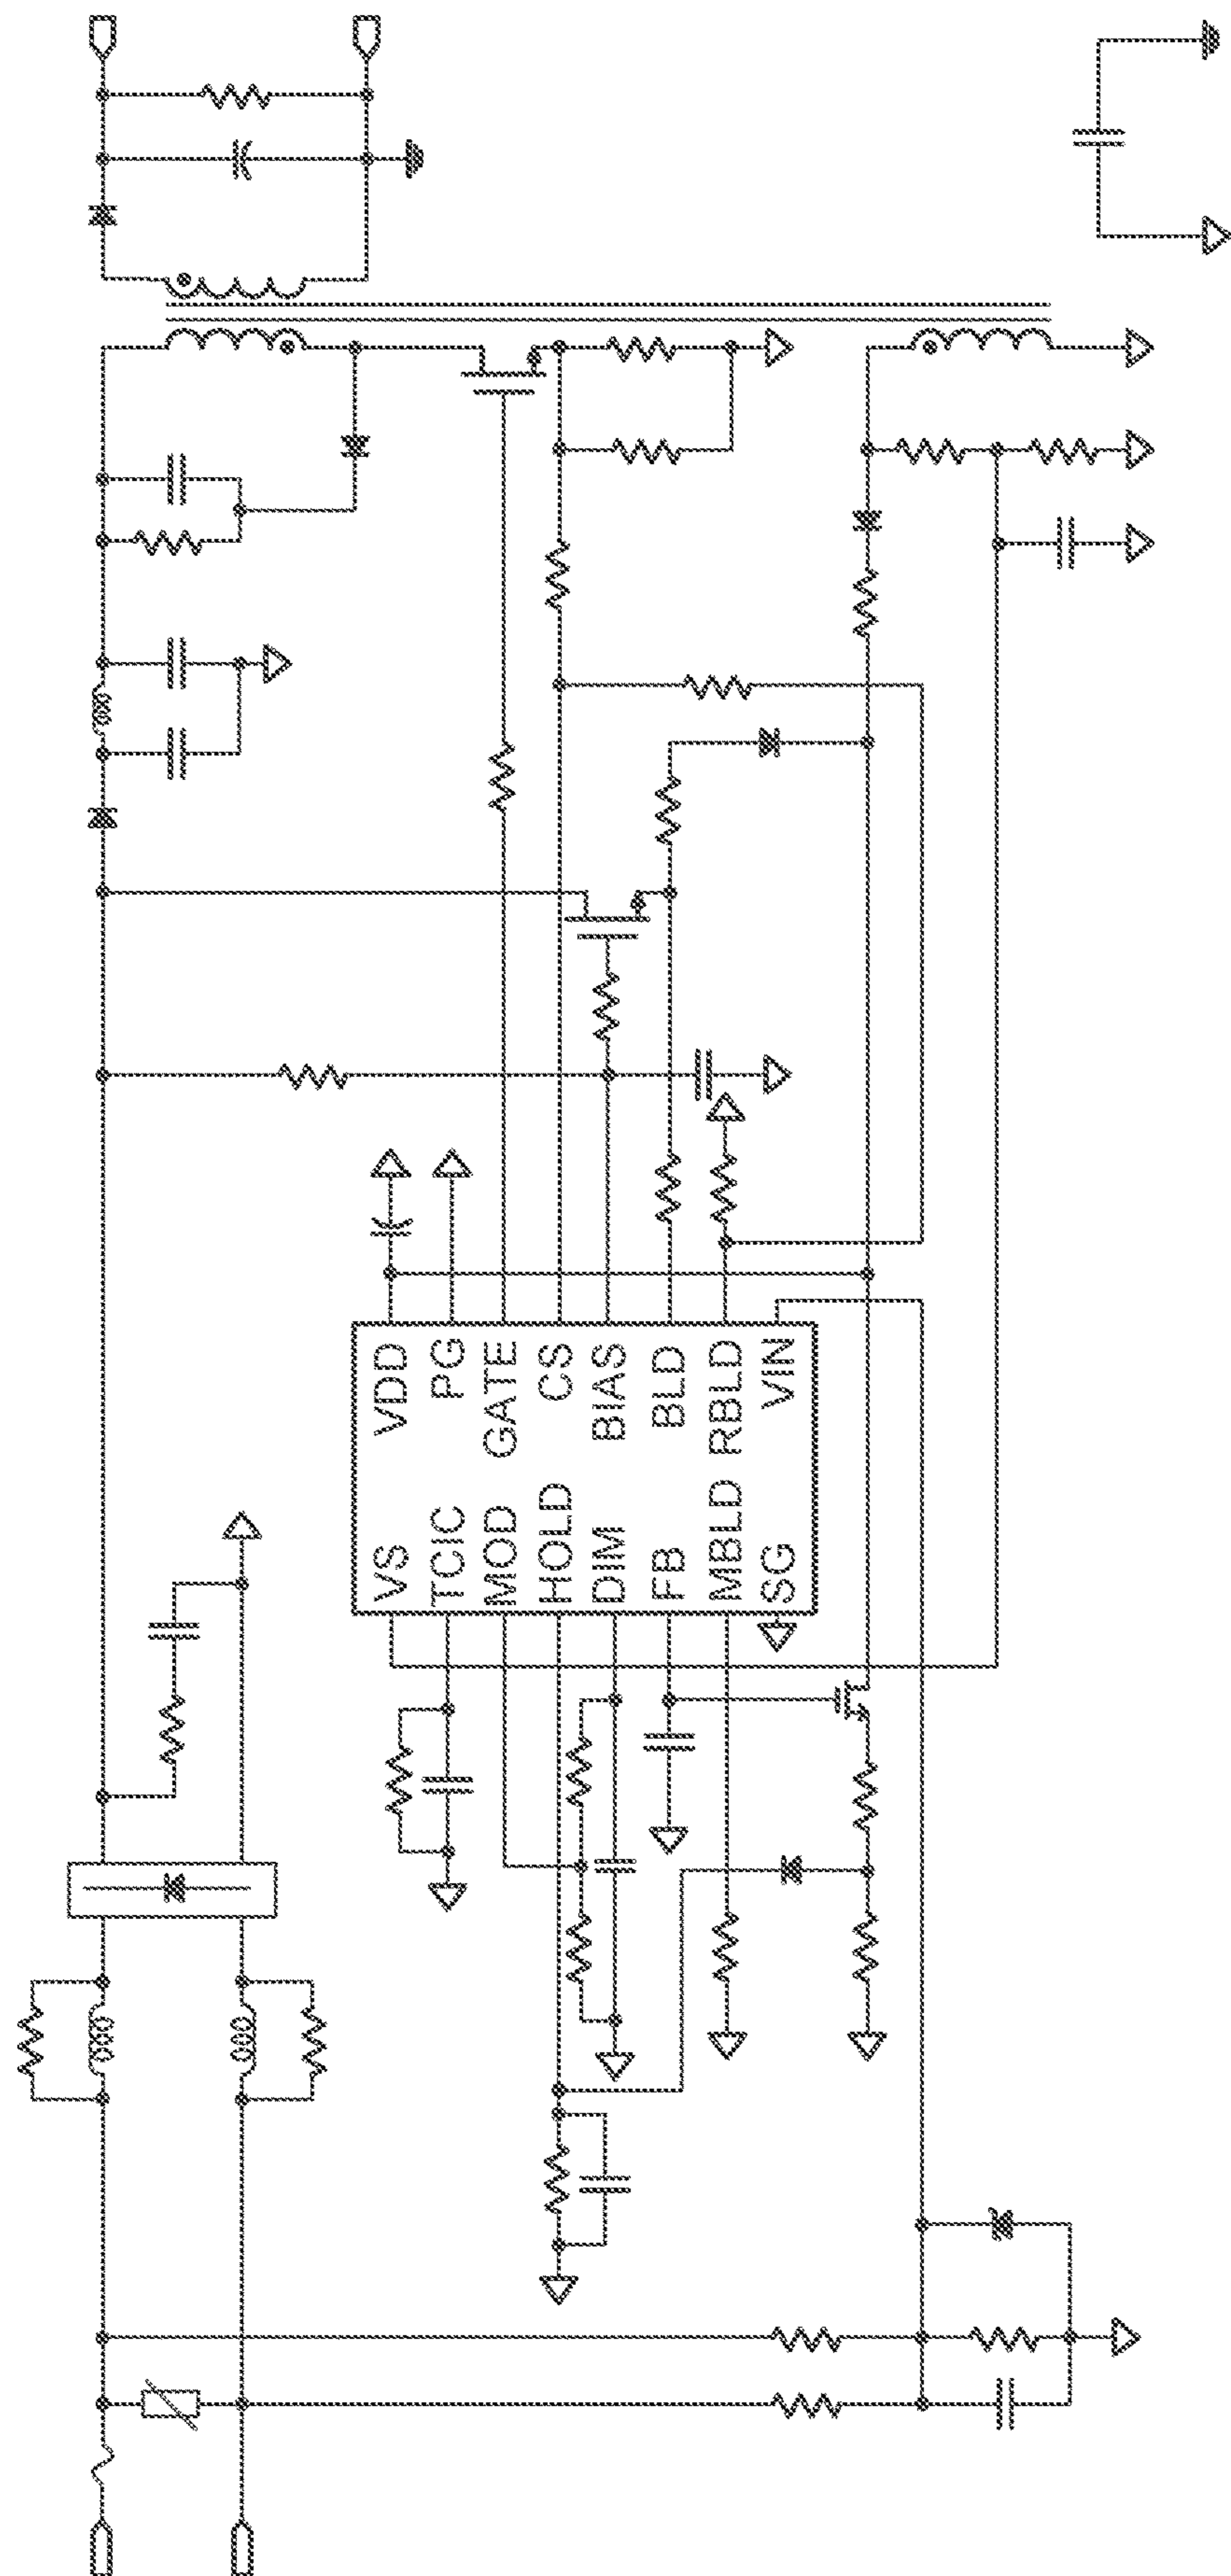 VS VDD
TCIC PG
MOD GATE
HOLD CS
DIM BIAS
FB BLD
MBLD RBLD
SG VIN